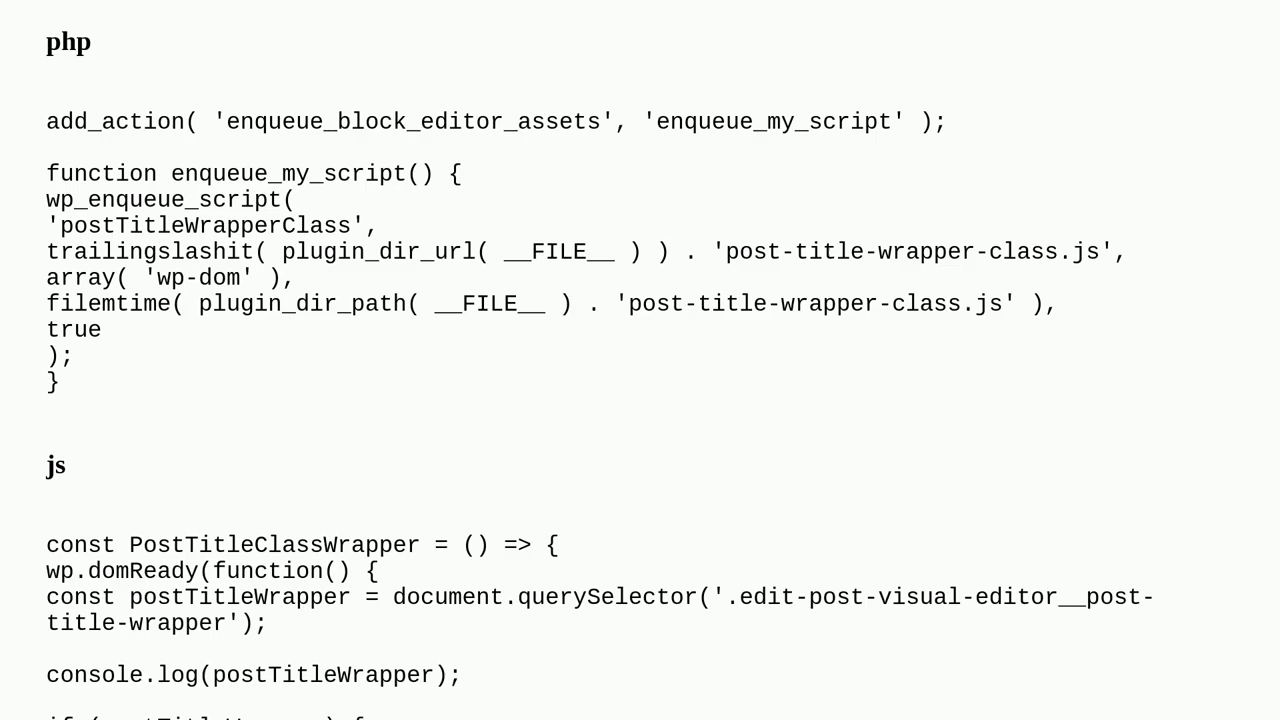 php
add_action( 'enqueue_block_editor_assets', 'enqueue_my_script' );
function enqueue_my_script() {
wp_enqueue_script(
'postTitleWrapperClass',
trailingslashit( plugin_dir_url( __FILE__ ) ) . 'post-title-wrapper-class.js',
array( 'wp-dom' ),
filemtime( plugin_dir_path( __FILE__ ) . 'post-title-wrapper-class.js' ),
true
);
}
js
const PostTitleClassWrapper = () => {
wp.domReady(function() {
const postTitleWrapper = document.querySelector('.edit-post-visual-editor__post-
title-wrapper');
console.log(postTitleWrapper);